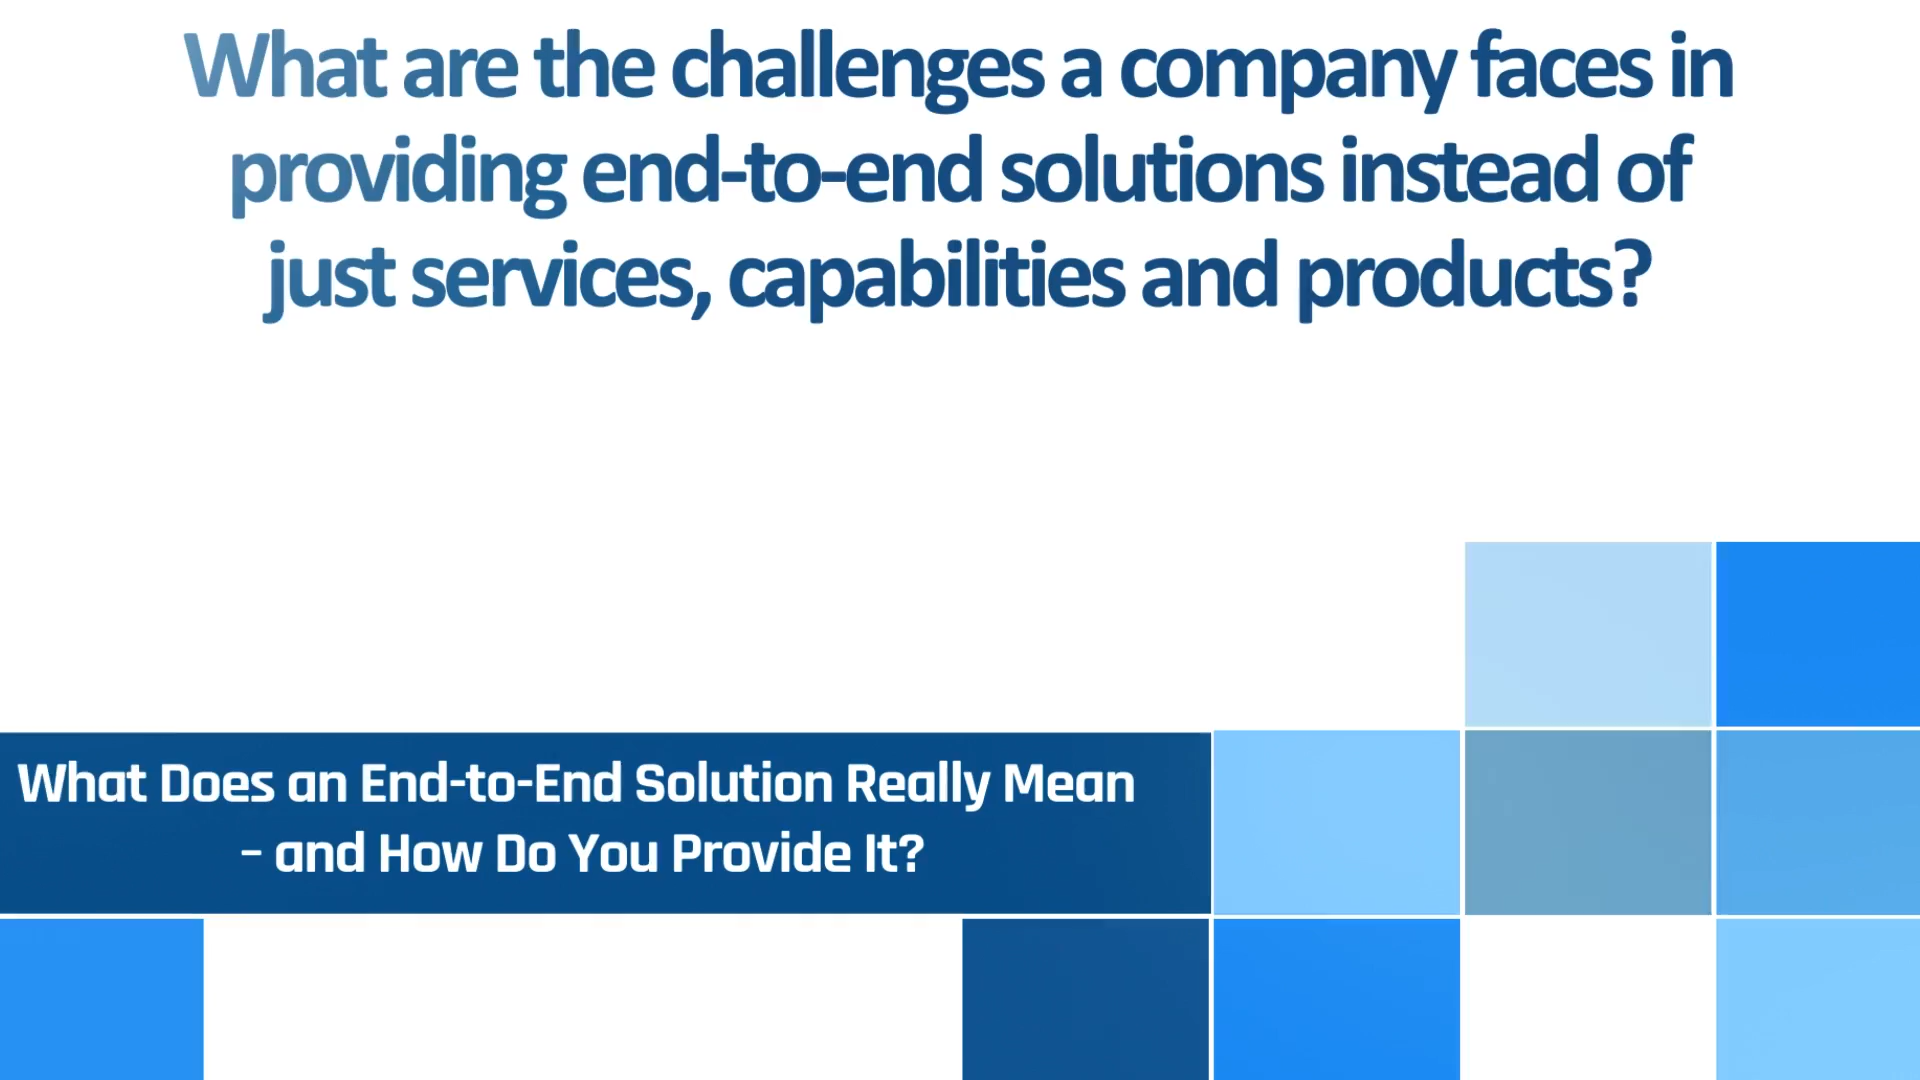 What are the challenges a company faces in
providing end-to-end solutions instead of
just services, capabilities and products?
What Does an End-to-End Solution Really Mean
– and How Do You Provide It?